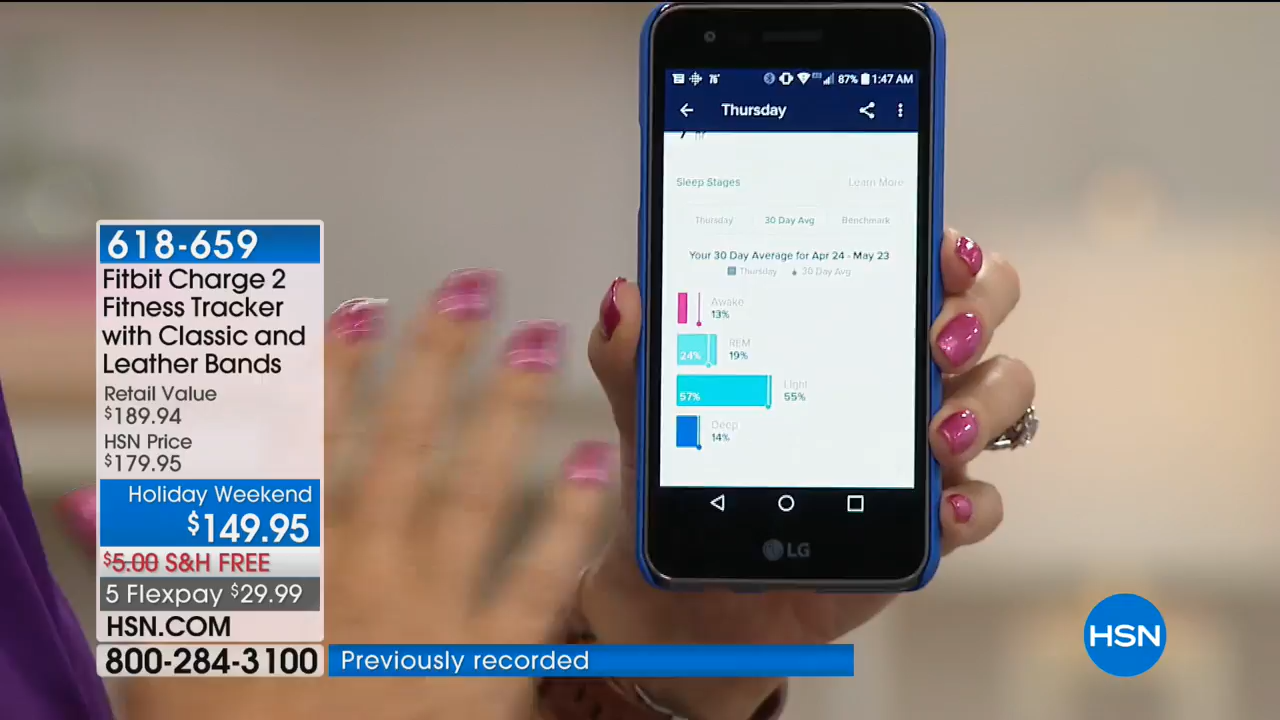 618-659
Fitbit Charge 2
Fitness Tracker
with Classic and
Leather Bands
Retail Value
$189.94
HSN Price
$179.95
Holiday Weekend
$149.95
$5.00 S&H FREE
5 Flexpay $29.99
HSN.COM
800-284-3100
Previously recorded
HSN
87% 1:47 AM
Thursday
hr
Sleep Stages Learn More
Thursday 30 Day Avg Benchmark
Your 30 Day Average for Apr 24 - May 23
Thursday 30 Day Avg
Awake
13%
REM
24% 19%
Light
57% 55%
Deep
14%
LG